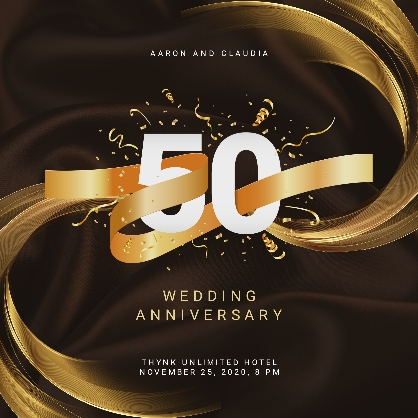 AARON AND CLAUDIA
50
WEDDING
ANNIVERSARY
THYNK UNLIMITED HOTEL
NOVEMBER 25, 2020, 8 PM